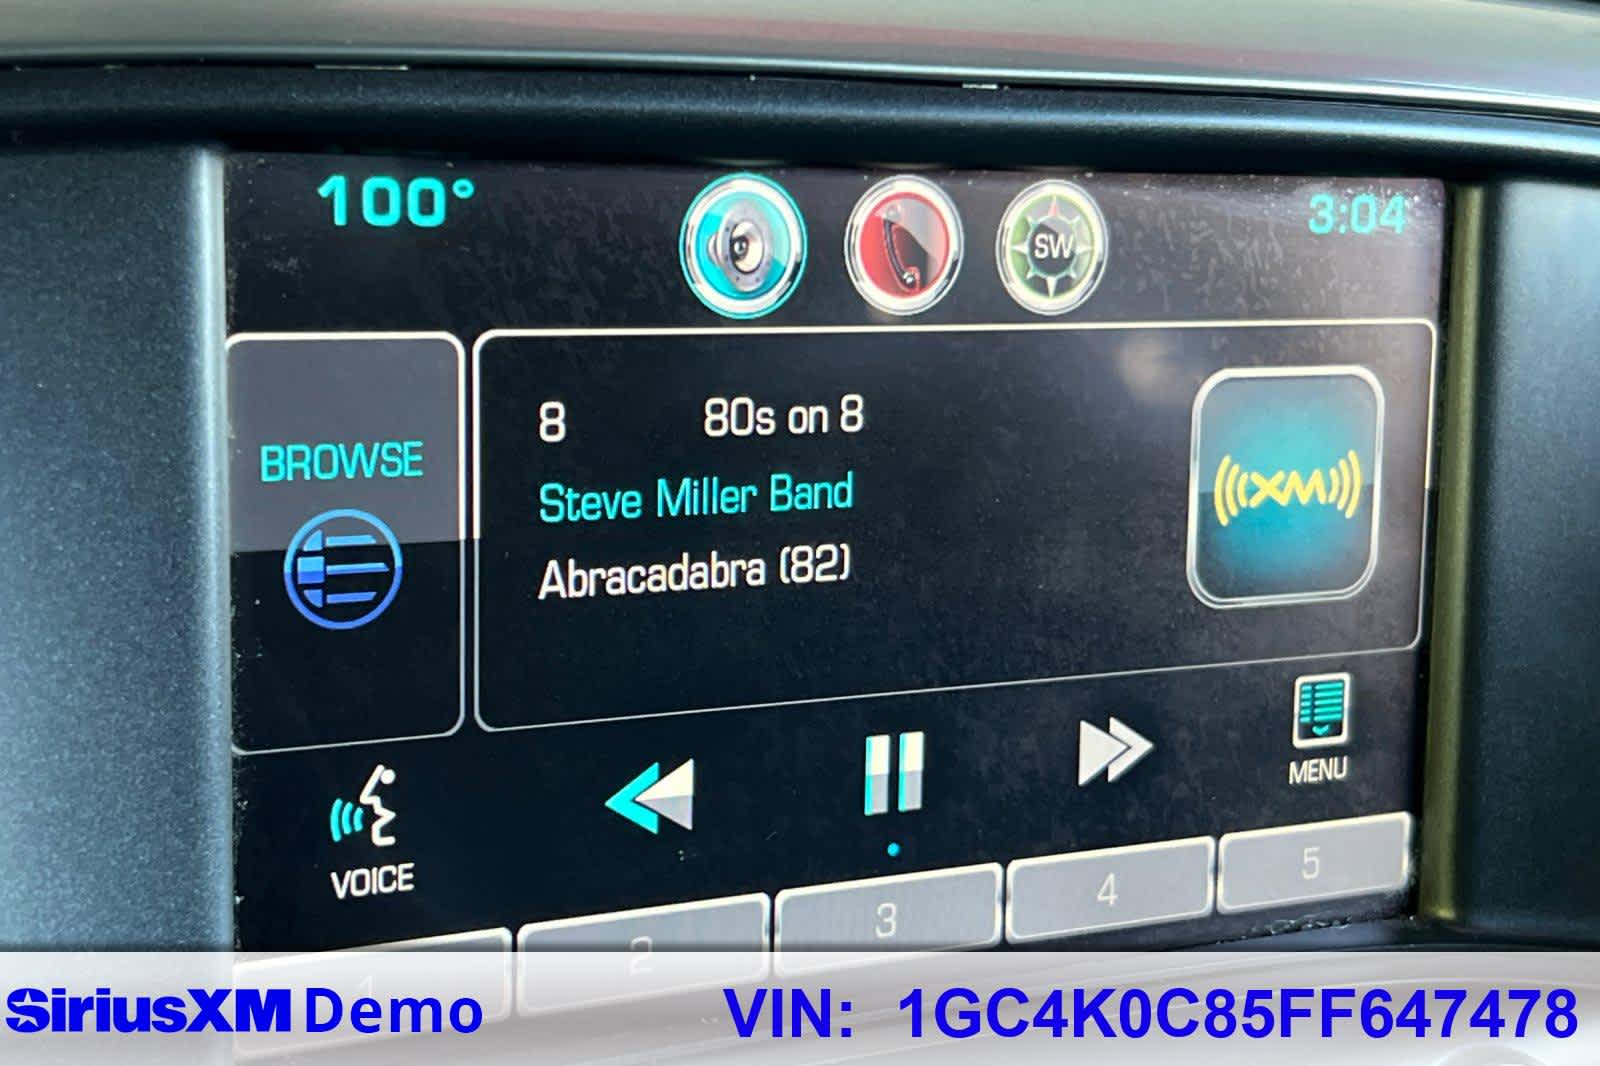 100°
SW
3:04
BROWSE
8 80s on 8
Steve Miller Band
Abracadabra (82)
((( XM )))
VOICE
MENU
1
2
3
4
5
SiriusXM Demo
VIN: 1GC4K0C85FF647478